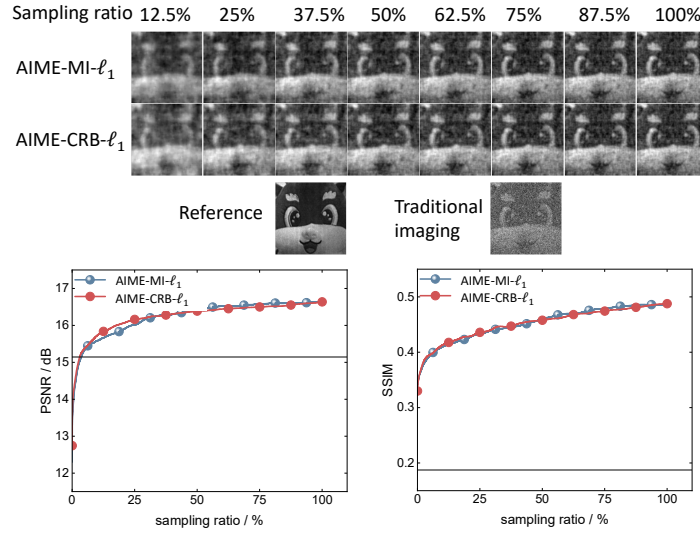 Sampling ratio 12.5% 25% 37.5% 50% 62.5% 75% 87.5% 100%
AIME-MI-ℓ₁
AIME-CRB-ℓ₁
Reference
Traditional
imaging
17
16
15
14
13
12
PSNR / dB
AIME-MI-ℓ₁
AIME-CRB-ℓ₁
0 25 50 75 100
sampling ratio / %
0.5
0.4
0.3
0.2
SSIM
AIME-MI-ℓ₁
AIME-CRB-ℓ₁
0 25 50 75 100
sampling ratio / %